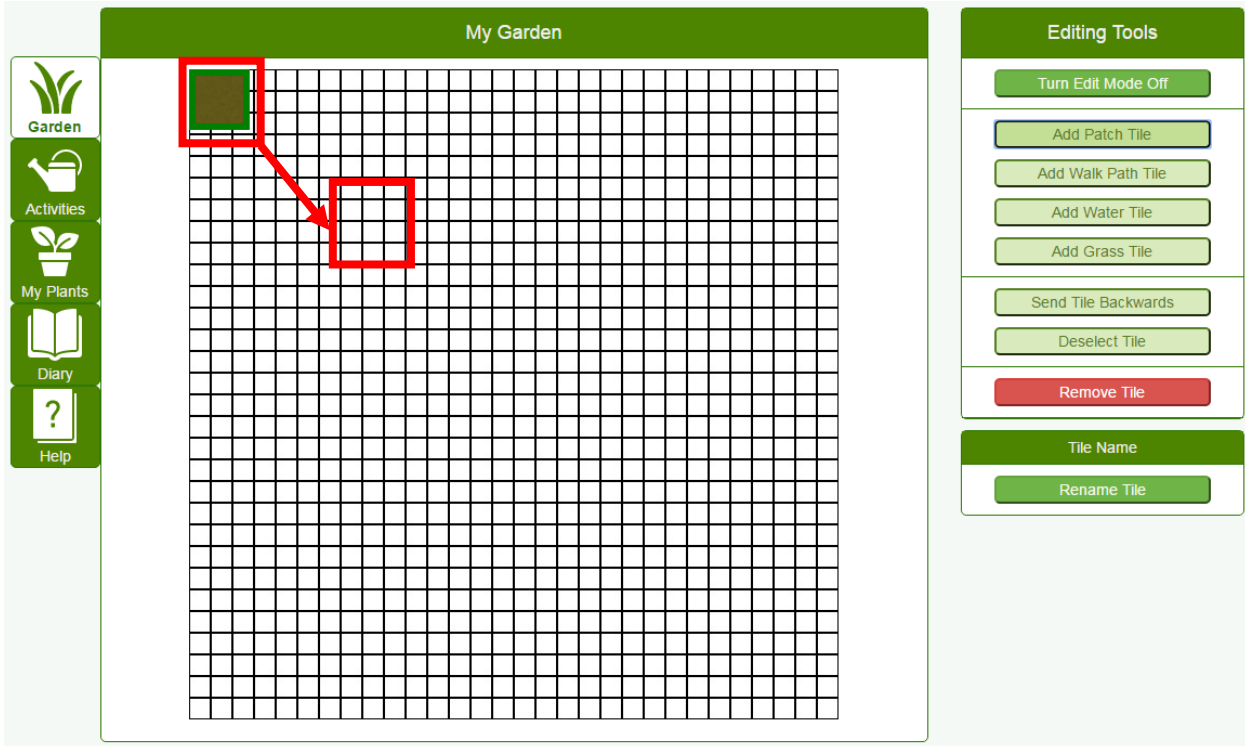 My Garden
Garden
Activities
My Plants
Diary
?
Help
Editing Tools
Turn Edit Mode Off
Add Patch Tile
Add Walk Path Tile
Add Water Tile
Add Grass Tile
Send Tile Backwards
Deselect Tile
Remove Tile
Tile Name
Rename Tile